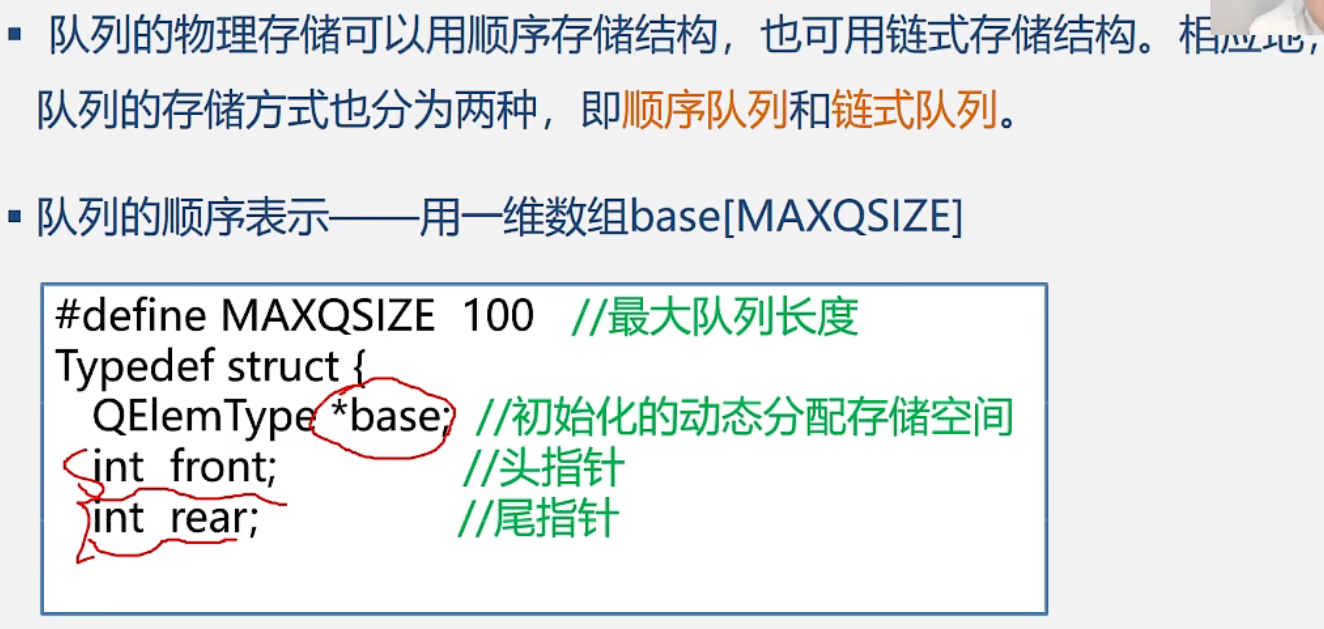 ▪ 队列的物理存储可以用顺序存储结构，也可用链式存储结构。相应地，
队列的存储方式也分为两种，即顺序队列和链式队列。
▪ 队列的顺序表示——用一维数组base[MAXQSIZE]
#define MAXQSIZE 100 //最大队列长度
Typedef struct {
QElemType *base; //初始化的动态分配存储空间
int front; //头指针
int rear; //尾指针